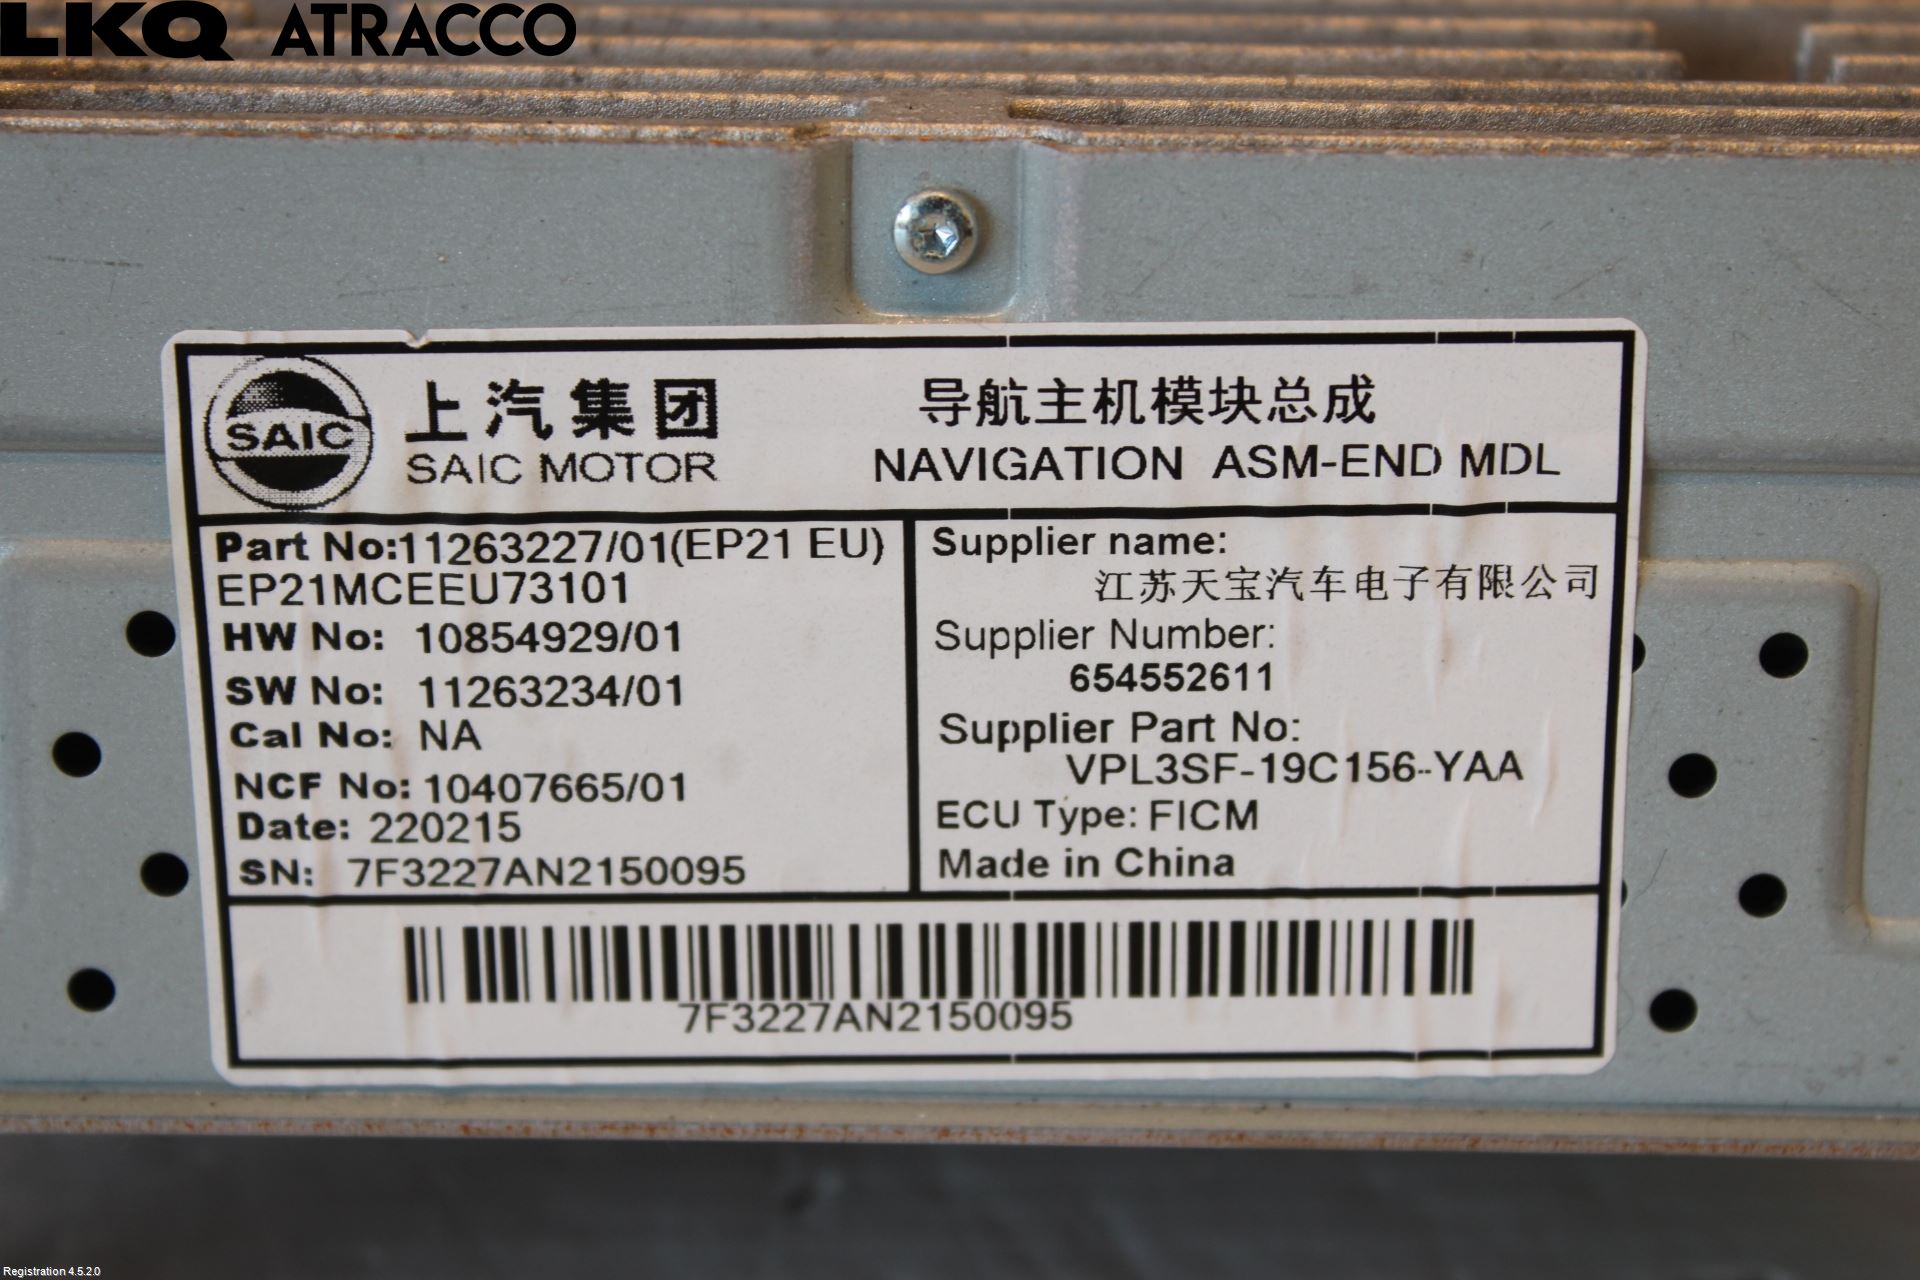 LKQ ATRACCO
SAIC
上汽集团
SAIC MOTOR
导航主机模块总成
NAVIGATION ASM-END MDL
Part No:11263227/01(EP21 EU)
EP21MCEEU73101
HW No: 10854929/01
SW No: 11263234/01
Cal No: NA
NCF No: 10407665/01
Date: 220215
SN: 7F3227AN2150095
Supplier name:
江苏天宝汽车电子有限公司
Supplier Number:
654552611
Supplier Part No:
VPL3SF-19C156-YAA
ECU Type: FICM
Made in China
7F3227AN2150095
Registration 4.5.2.0